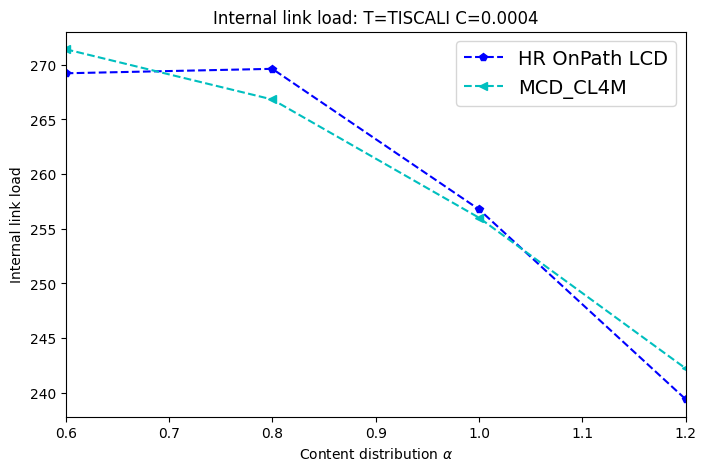 Internal link load: T=TISCALI C=0.0004
HR OnPath LCD
MCD_CL4M
Internal link load
270
265
260
255
250
245
240
0.6 0.7 0.8 0.9 1.0 1.1 1.2
Content distribution α